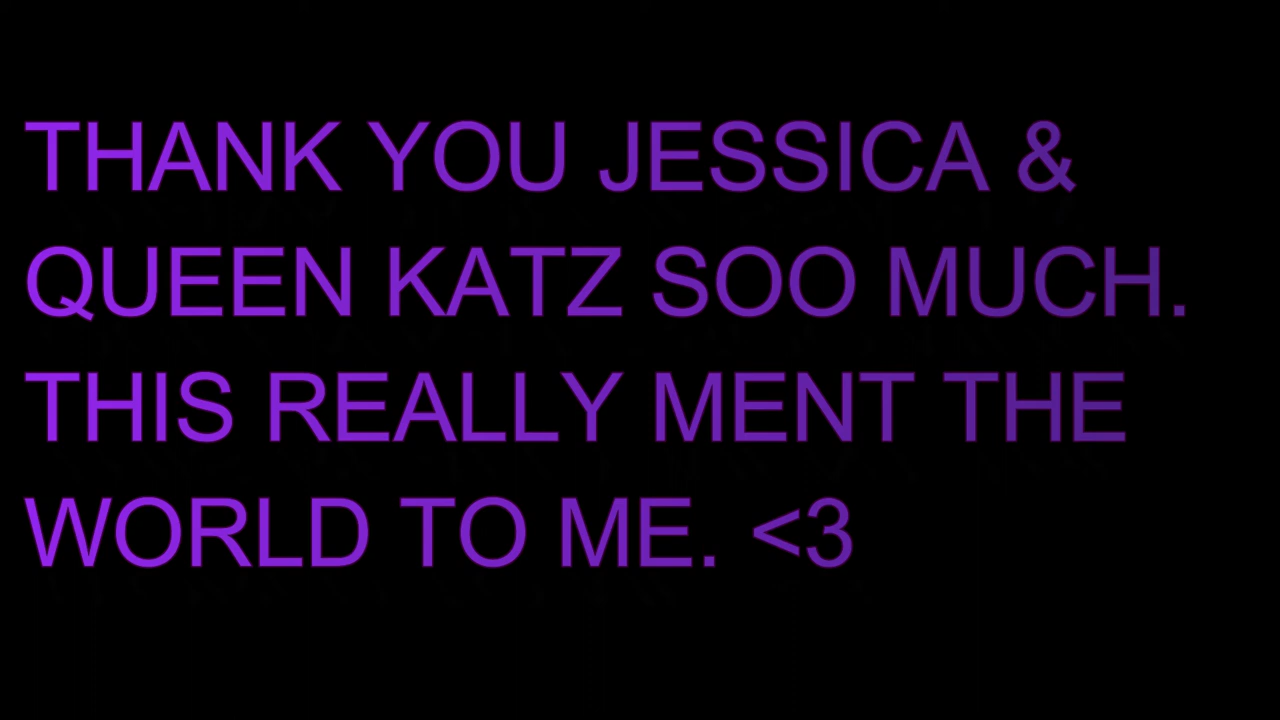 THANK YOU JESSICA &
QUEEN KATZ SOO MUCH.
THIS REALLY MENT THE
WORLD TO ME. <3